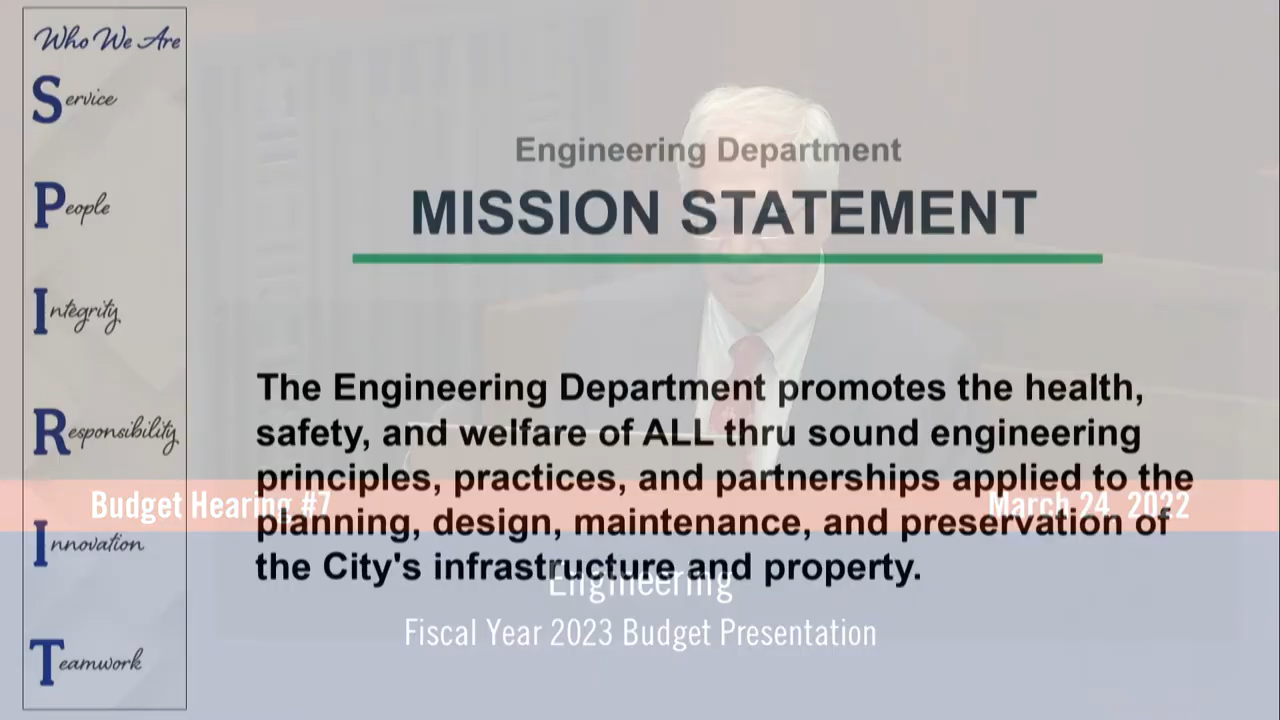 Who We Are
Service
People
Integrity
Responsibility
Innovation
Teamwork
Engineering Department
MISSION STATEMENT
The Engineering Department promotes the health,
safety, and welfare of ALL thru sound engineering
principles, practices, and partnerships applied to the
planning, design, maintenance, and preservation of
the City's infrastructure and property.
Budget Hearing #7
March 24, 2022
Engineering
Fiscal Year 2023 Budget Presentation